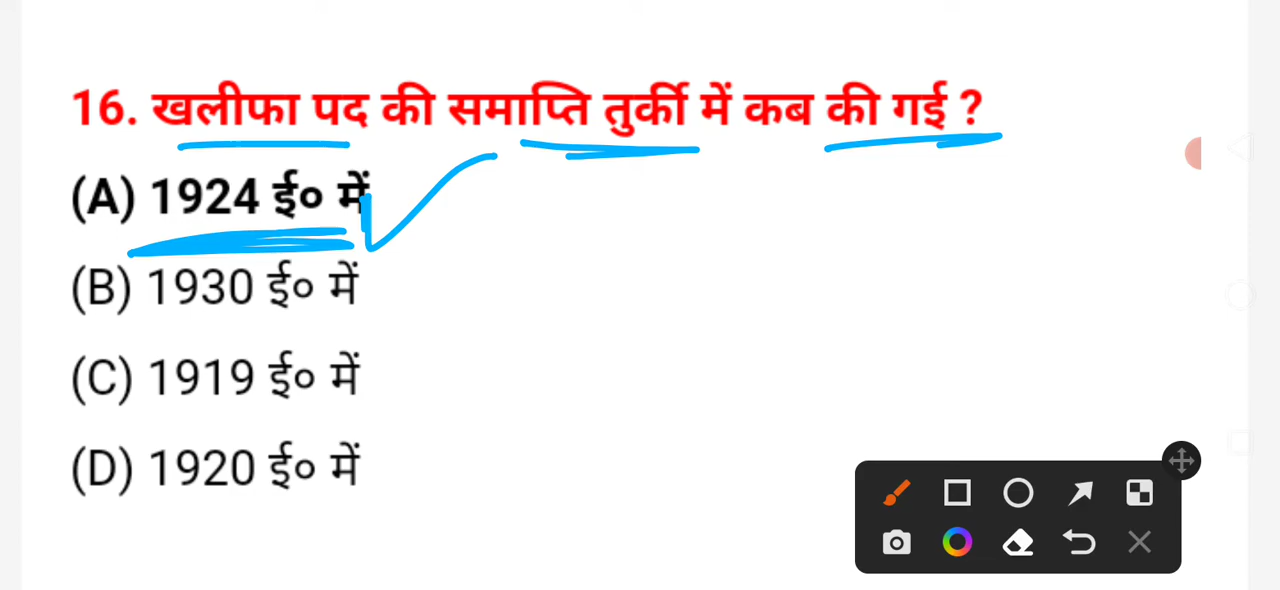 16. खलीफा पद की समाप्ति तुर्की में कब की गई ?
(A) 1924 ई० में
(B) 1930 ई० में
(C) 1919 ई० में
(D) 1920 ई० में